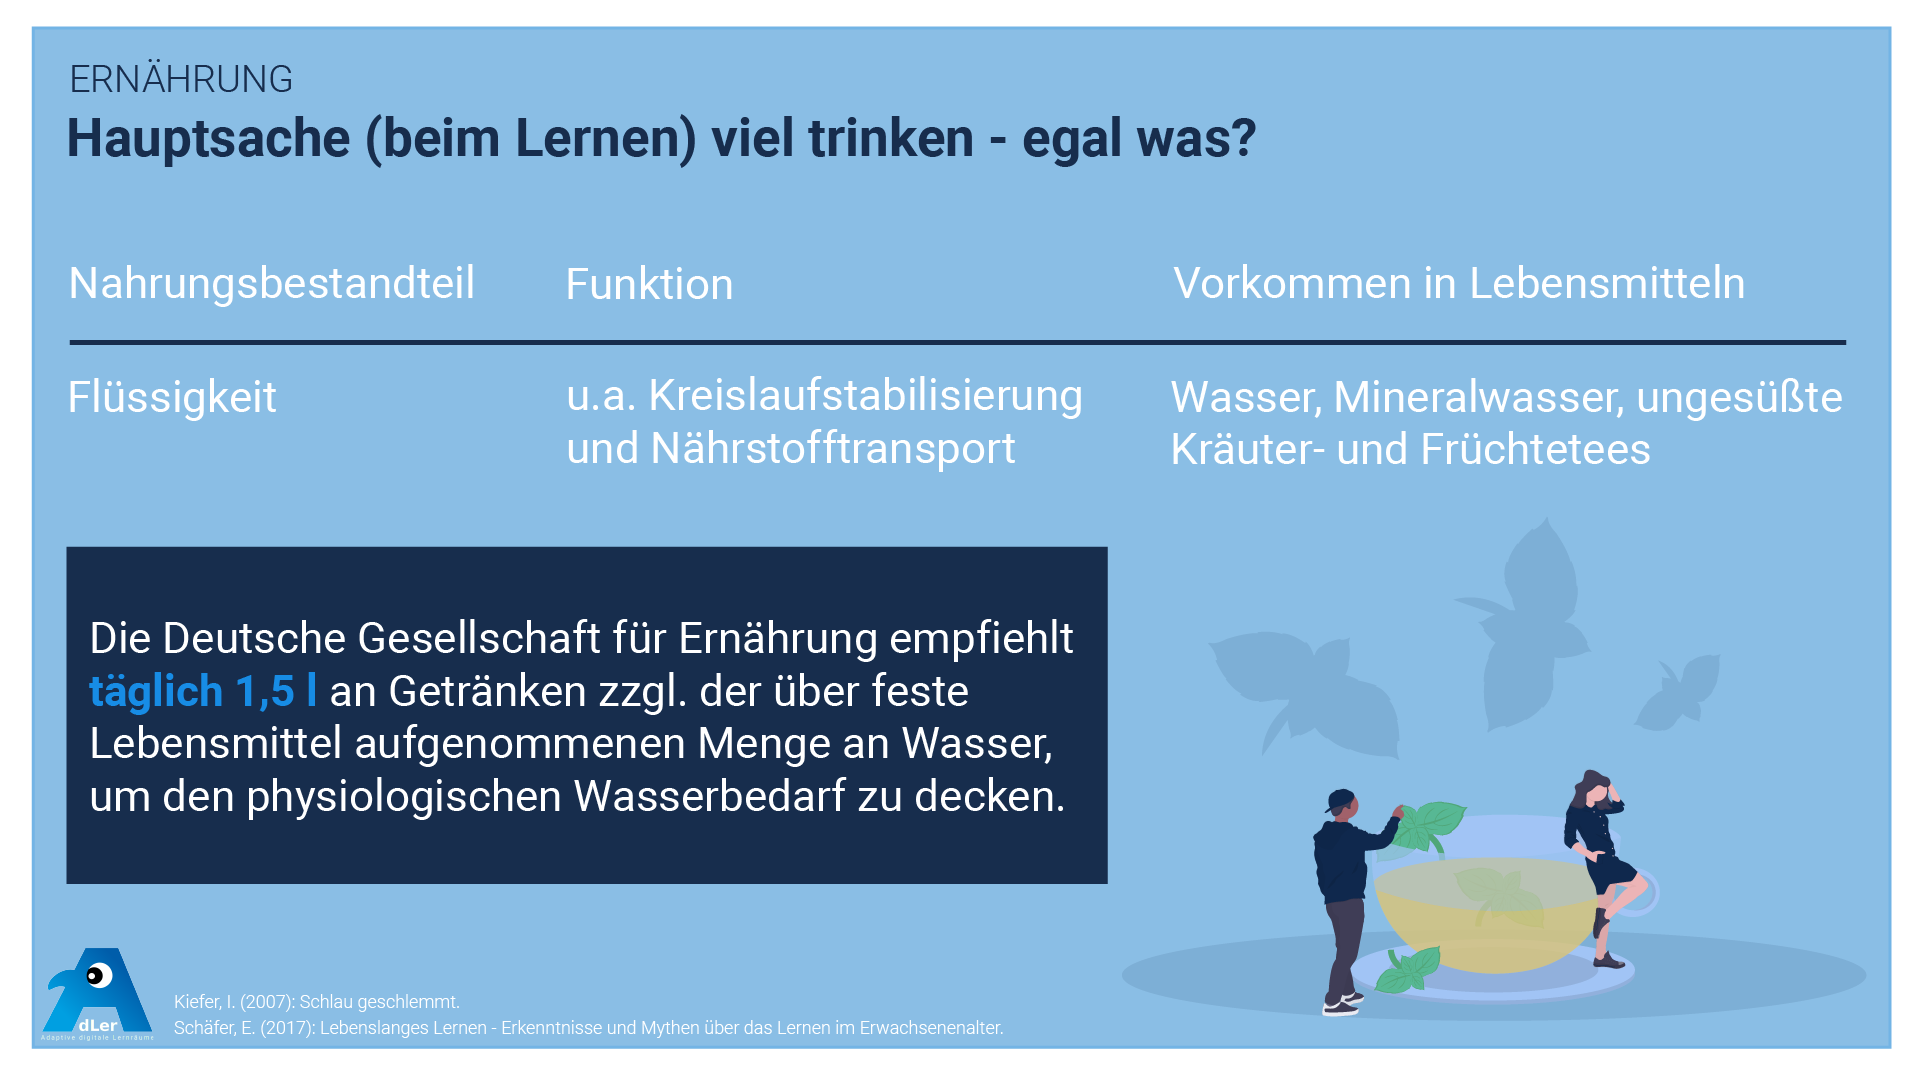 ERNÄHRUNG
Hauptsache (beim Lernen) viel trinken - egal was?
Nahrungsbestandteil
Funktion
Vorkommen in Lebensmitteln
Flüssigkeit
u.a. Kreislaufstabilisierung
und Nährstofftransport
Wasser, Mineralwasser, ungesüßte
Kräuter- und Früchtetees
Die Deutsche Gesellschaft für Ernährung empfiehlt
täglich 1,5 l an Getränken zzgl. der über feste
Lebensmittel aufgenommenen Menge an Wasser,
um den physiologischen Wasserbedarf zu decken.
dLer
Adaptive digitale Lernräume
Kiefer, I. (2007): Schlau geschlemmt.
Schäfer, E. (2017): Lebenslanges Lernen - Erkenntnisse und Mythen über das Lernen im Erwachsenenalter.